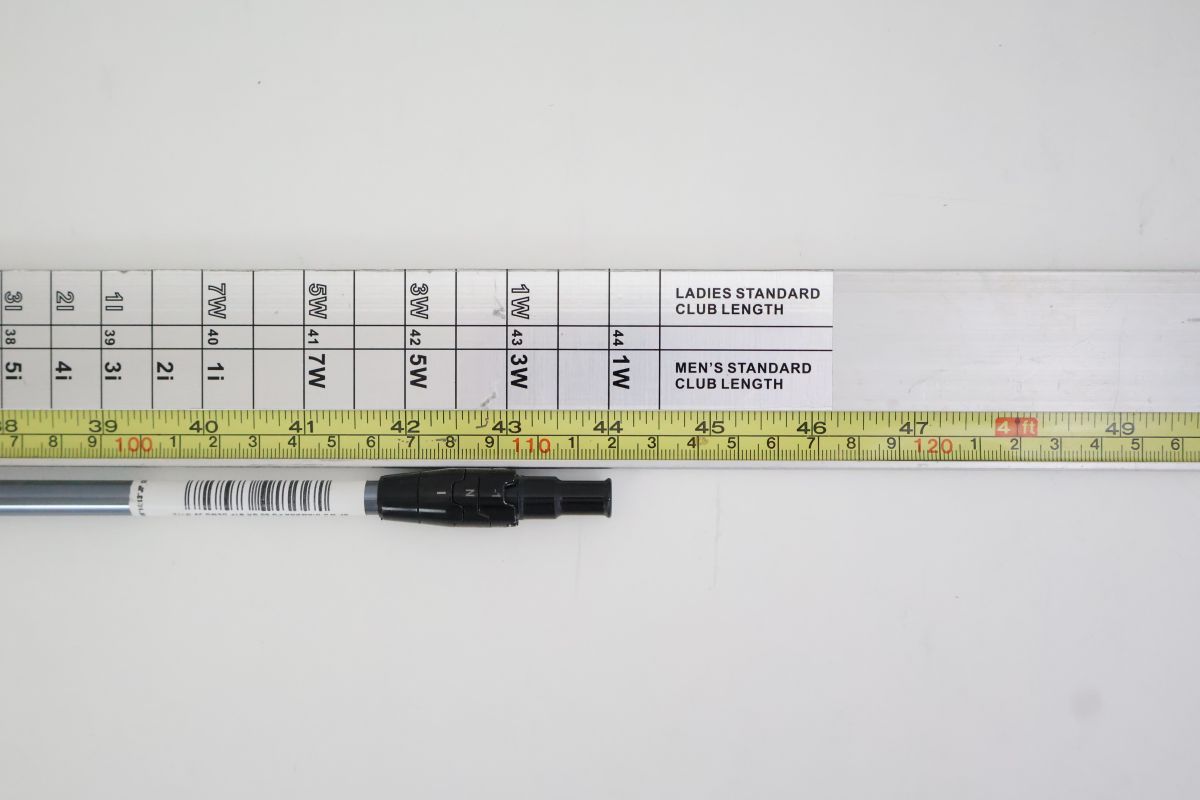 3I 2I 1I 7W 5W 3W 1W LADIES STANDARD
CLUB LENGTH
38 39 40 41 42 43 44
5i 4i 3i 2i 1i 7W 5W 3W 1W MEN'S STANDARD
CLUB LENGTH
38 39 40 41 42 43 44 45 46 47 4 ft 49
7 8 9 100 1 2 3 4 5 6 7 8 9 110 1 2 3 4 5 6 7 8 9 120 1 2 3 4 5 6
I N -1